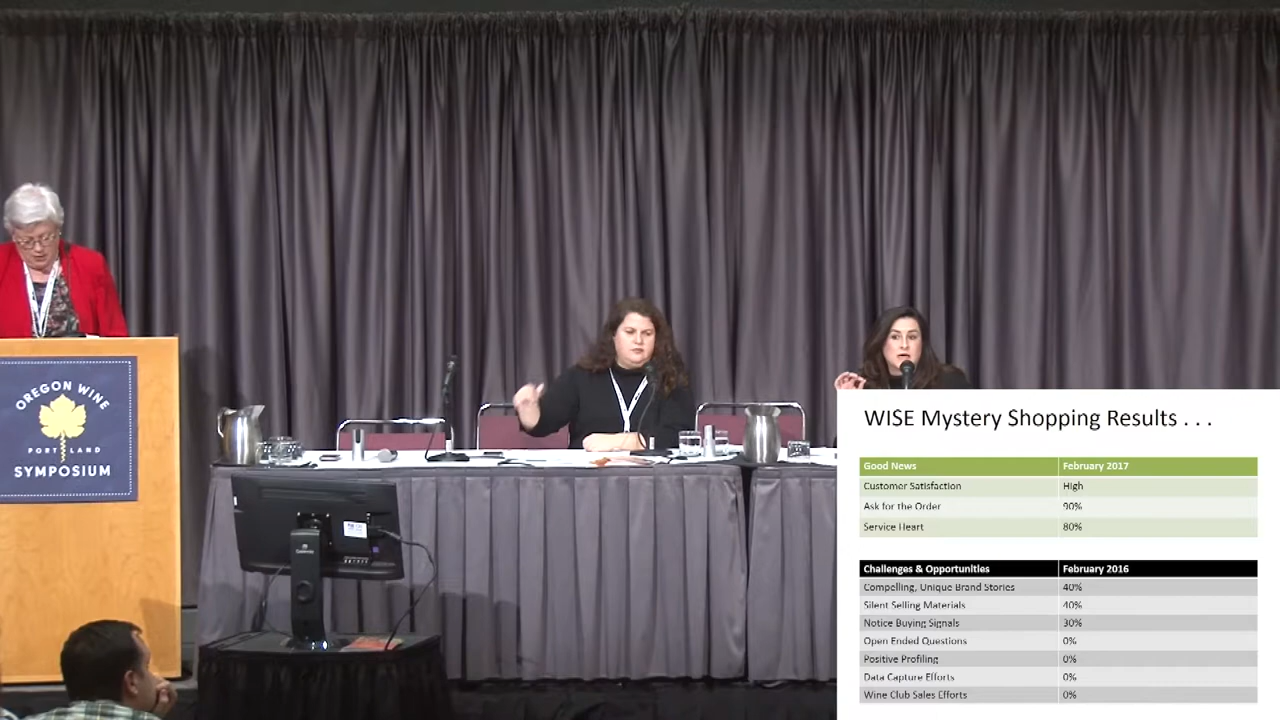 OREGON WINE
PORTLAND
SYMPOSIUM
WISE Mystery Shopping Results . . .
Good News February 2017
Customer Satisfaction High
Ask for the Order 90%
Service Heart 80%
Challenges & Opportunities February 2016
Compelling, Unique Brand Stories 40%
Silent Selling Materials 40%
Notice Buying Signals 30%
Open Ended Questions 0%
Positive Profiling 0%
Data Capture Efforts 0%
Wine Club Sales Efforts 0%